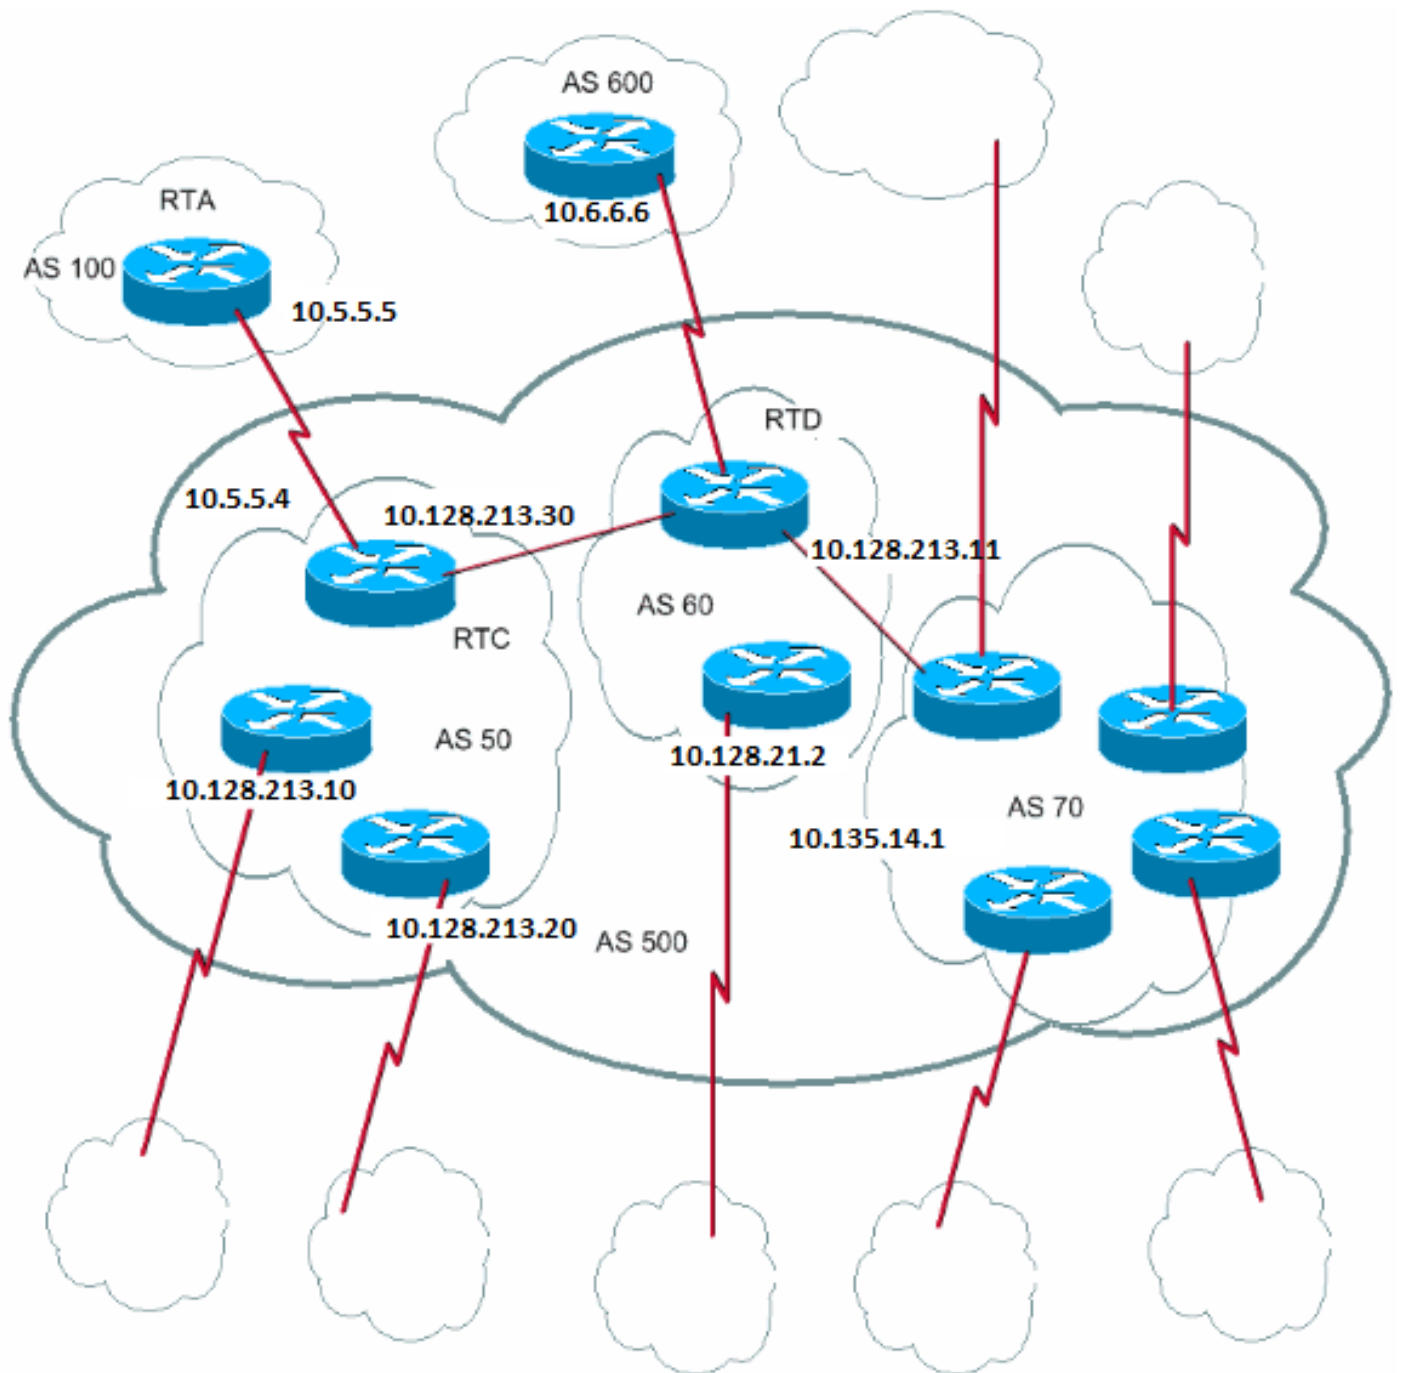 AS 600
10.6.6.6
RTA
AS 100
10.5.5.5
RTD
10.5.5.4
10.128.213.30
10.128.213.11
AS 60
RTC
AS 50
10.128.21.2
10.128.213.10
AS 70
10.135.14.1
10.128.213.20
AS 500